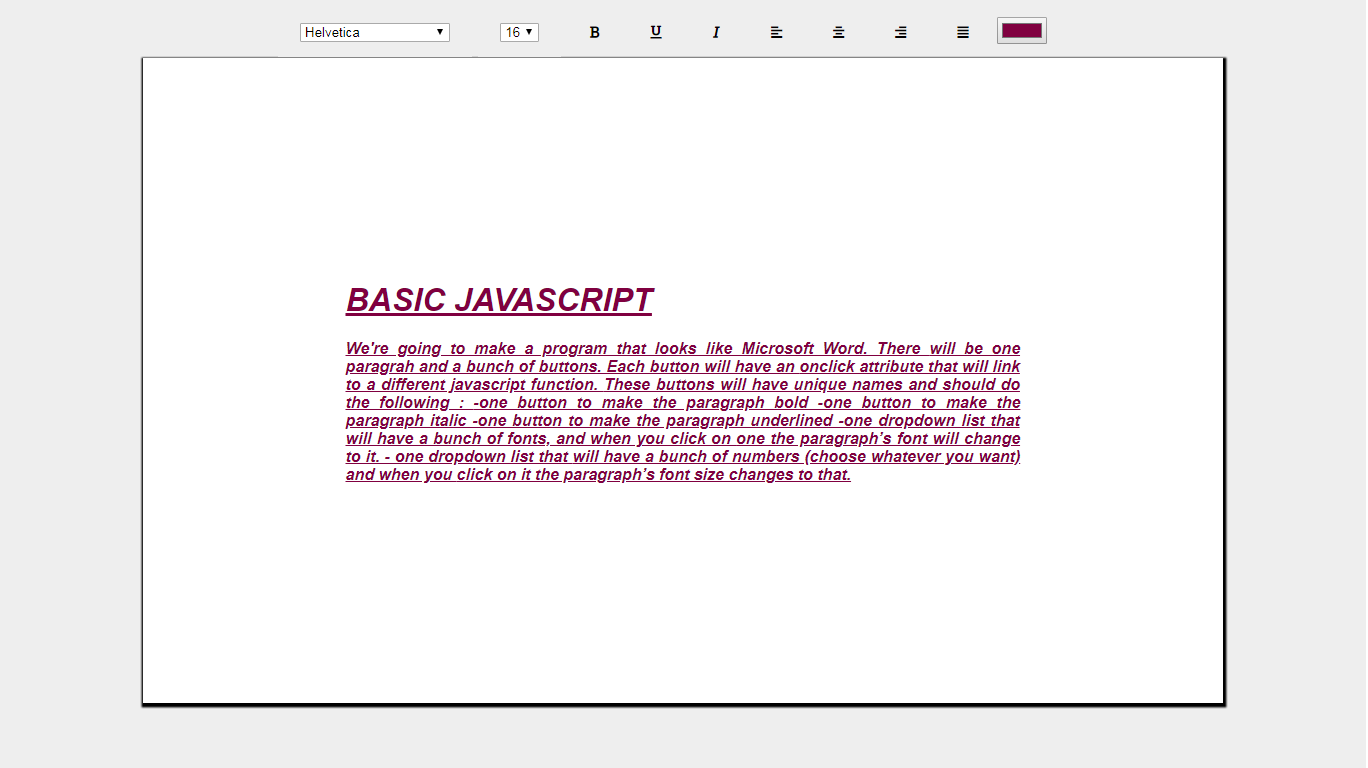 Helvetica 16 B U I
BASIC JAVASCRIPT
We're going to make a program that looks like Microsoft Word. There will be one
paragrah and a bunch of buttons. Each button will have an onclick attribute that will link
to a different javascript function. These buttons will have unique names and should do
the following : -one button to make the paragraph bold -one button to make the
paragraph italic -one button to make the paragraph underlined -one dropdown list that
will have a bunch of fonts, and when you click on one the paragraph’s font will change
to it. - one dropdown list that will have a bunch of numbers (choose whatever you want)
and when you click on it the paragraph’s font size changes to that.